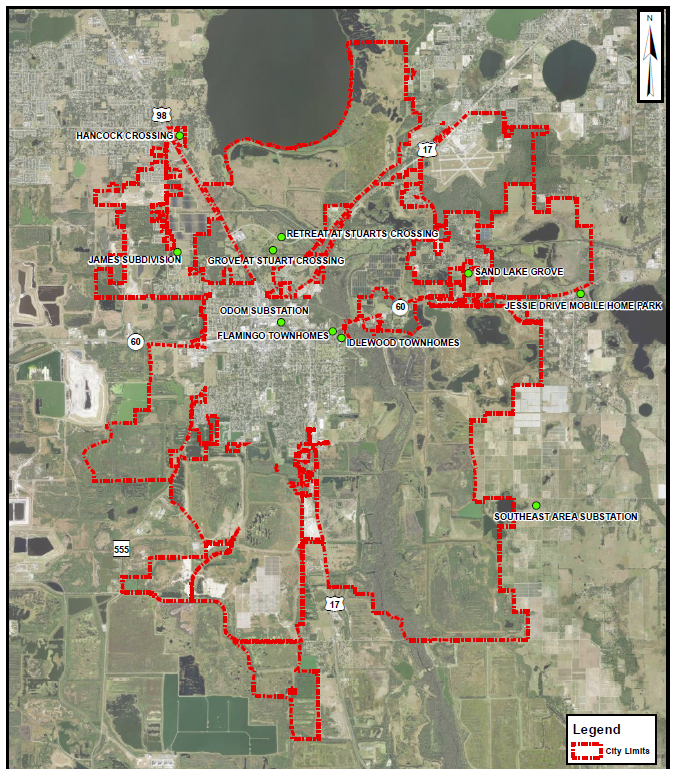 N
98
HANCOCK CROSSING
17
RETREAT AT STUARTS CROSSING
JAMES SUBDIVISION
GROVE AT STUART CROSSING
SAND LAKE GROVE
JESSIE DRIVE MOBILE HOME PARK
ODOM SUBSTATION
60
60
FLAMINGO TOWNHOMES
IDLEWOOD TOWNHOMES
SOUTHEAST AREA SUBSTATION
555
17
Legend
City Limits